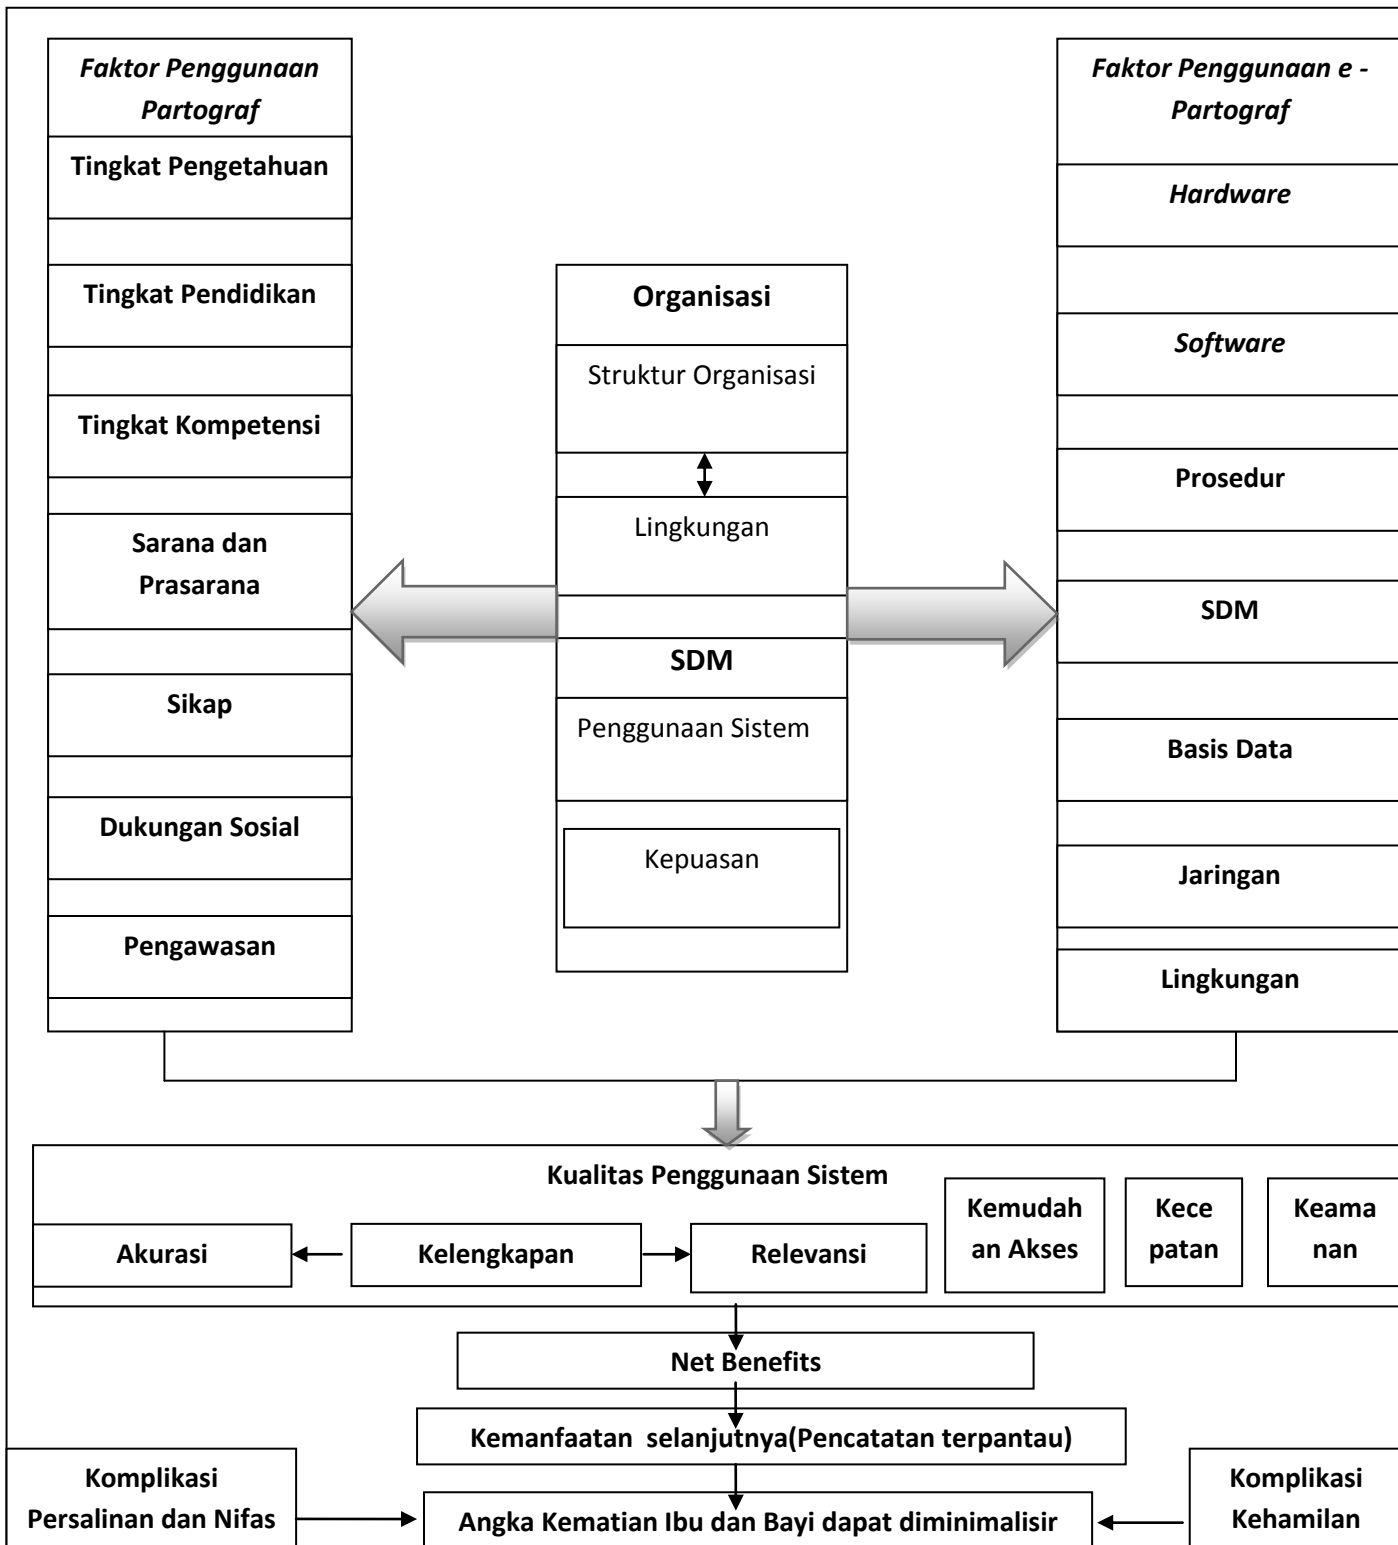 Faktor Penggunaan
Partograf
Tingkat Pengetahuan
Tingkat Pendidikan
Tingkat Kompetensi
Sarana dan
Prasarana
Sikap
Dukungan Sosial
Pengawasan
Organisasi
Struktur Organisasi
Lingkungan
SDM
Penggunaan Sistem
Kepuasan
Faktor Penggunaan e -
Partograf
Hardware
Software
Prosedur
SDM
Basis Data
Jaringan
Lingkungan
Kualitas Penggunaan Sistem
Akurasi
Kelengkapan
Relevansi
Kemudah
an Akses
Kece
patan
Keama
nan
Net Benefits
Kemanfaatan  selanjutnya(Pencatatan terpantau)
Komplikasi
Persalinan dan Nifas
Angka Kematian Ibu dan Bayi dapat diminimalisir
Komplikasi
Kehamilan